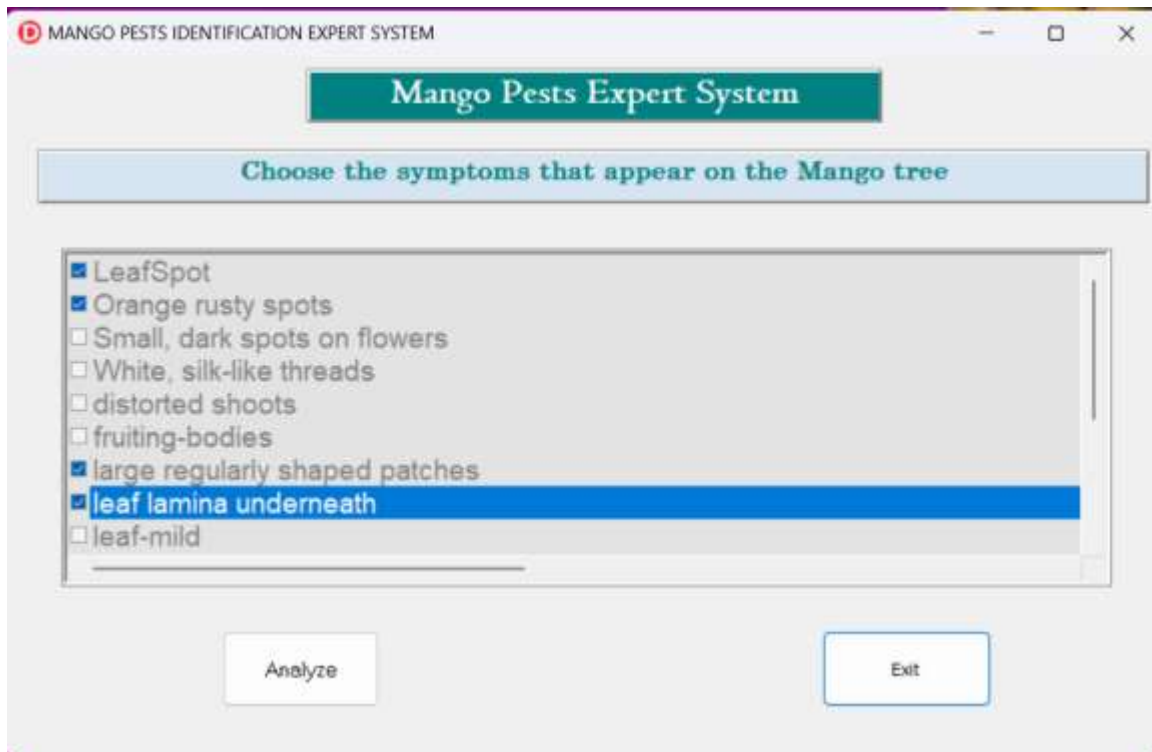 MANGO PESTS IDENTIFICATION EXPERT SYSTEM
Mango Pests Expert System
Choose the symptoms that appear on the Mango tree
LeafSpot
Orange rusty spots
Small, dark spots on flowers
White, silk-like threads
distorted shoots
fruiting-bodies
large regularly shaped patches
leaf lamina underneath
leaf-mild
Analyze
Exit